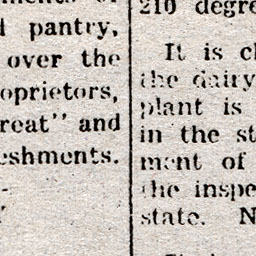 pantry,
over the
oprietors,
reat" and
eshments.
210 degre
It is cl
the dairy
plant is
in the st
ment of
the inspe
state. N